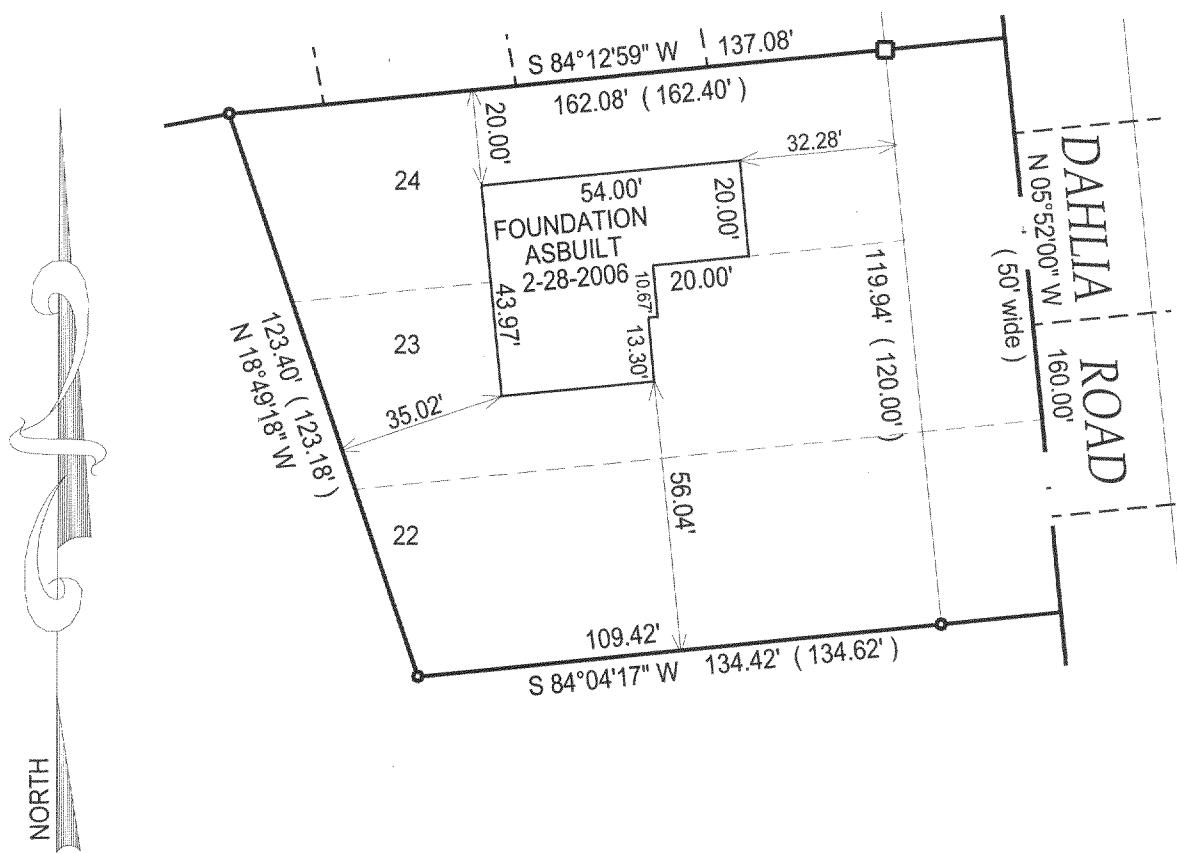 S 84°12'59" W 137.08'
162.08' ( 162.40' )
20.00'
32.28'
24
54.00'
20.00'
FOUNDATION
ASBUILT
2-28-2006
10.67'
20.00'
43.97'
13.30'
23
35.02'
123.40' ( 123.18' )
N 18°49'18" W
119.94' ( 120.00' )
DAHLIA ROAD
N 05°52'00" W 160.00'
( 50' wide )
56.04'
22
109.42'
S 84°04'17" W 134.42' ( 134.62' )
NORTH